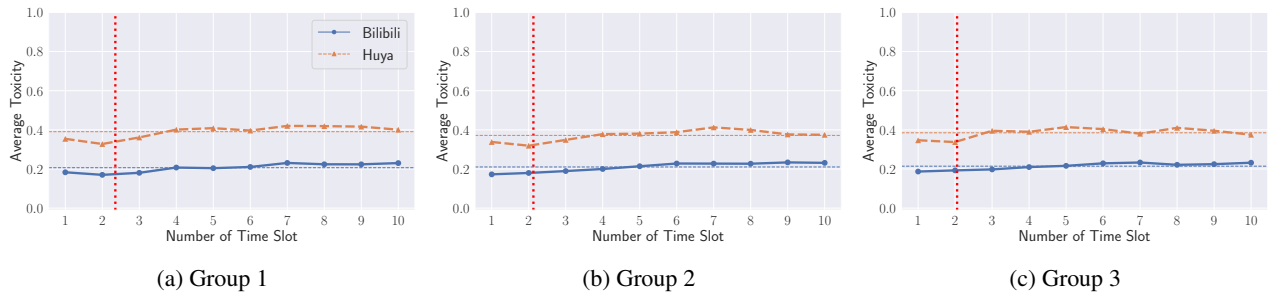 1.0
0.8
0.6
0.4
0.2
0.0
Average Toxicity
Bilibili
Huya
1 2 3 4 5 6 7 8 9 10
Number of Time Slot
(a) Group 1
1.0
0.8
0.6
0.4
0.2
0.0
Average Toxicity
1 2 3 4 5 6 7 8 9 10
Number of Time Slot
(b) Group 2
1.0
0.8
0.6
0.4
0.2
0.0
Average Toxicity
1 2 3 4 5 6 7 8 9 10
Number of Time Slot
(c) Group 3